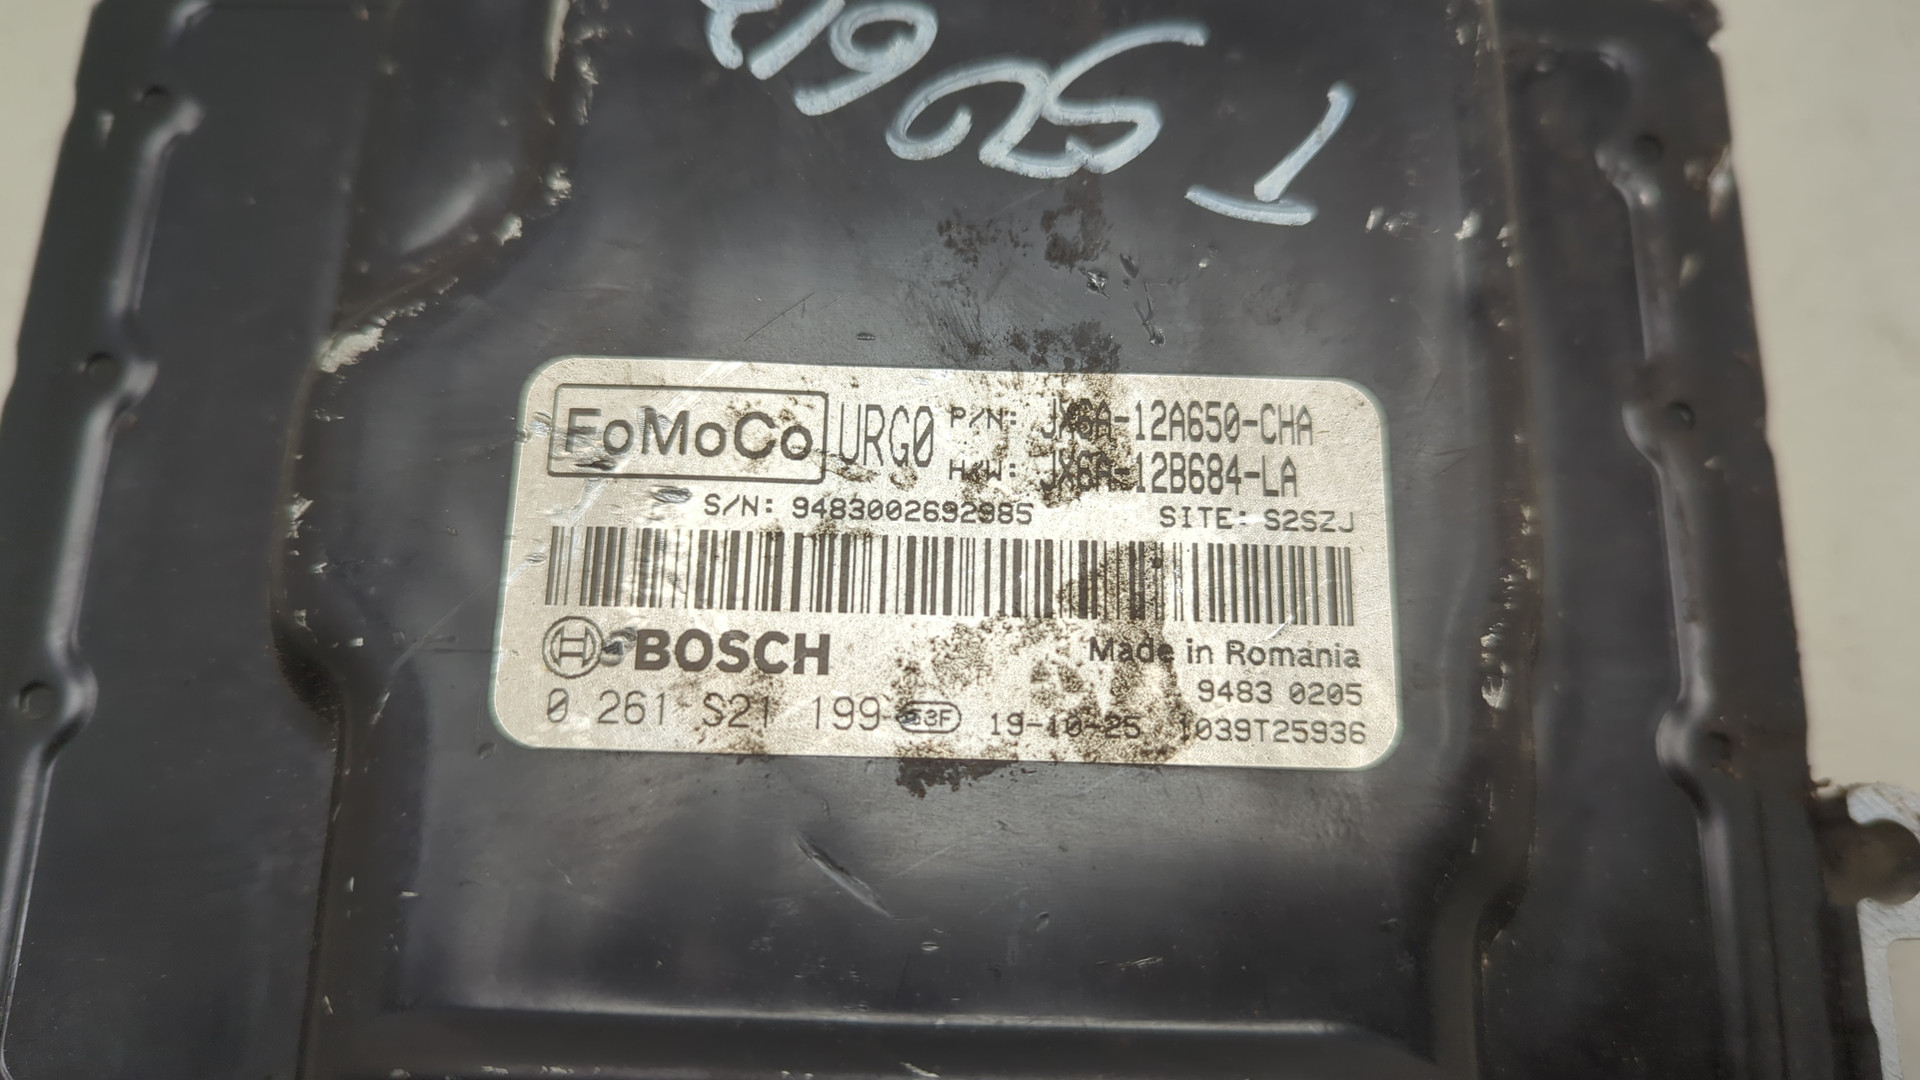 FoMoCo URG0 P/N: JX6A-12A650-CHA
H/W: JX6A-12B684-LA
S/N: 9483002692985 SITE: S2SZJ
BOSCH Made in Romania
9483 0205
0 261 S21 199 53F 19-10-25 1039T25936